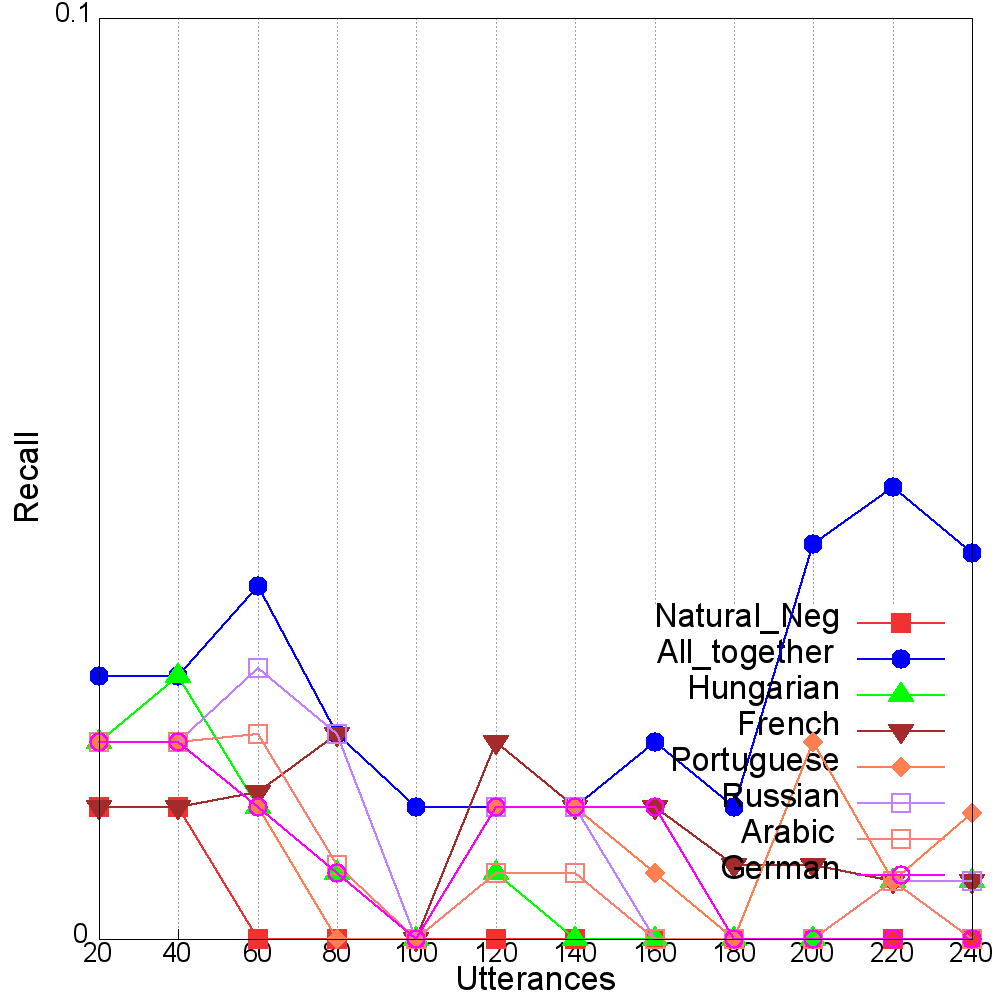 0.1
Recall
Natural_Neg
All_together
Hungarian
French
Portuguese
Russian
Arabic
German
0
20 40 60 80 100 120 140 160 180 200 220 240
Utterances